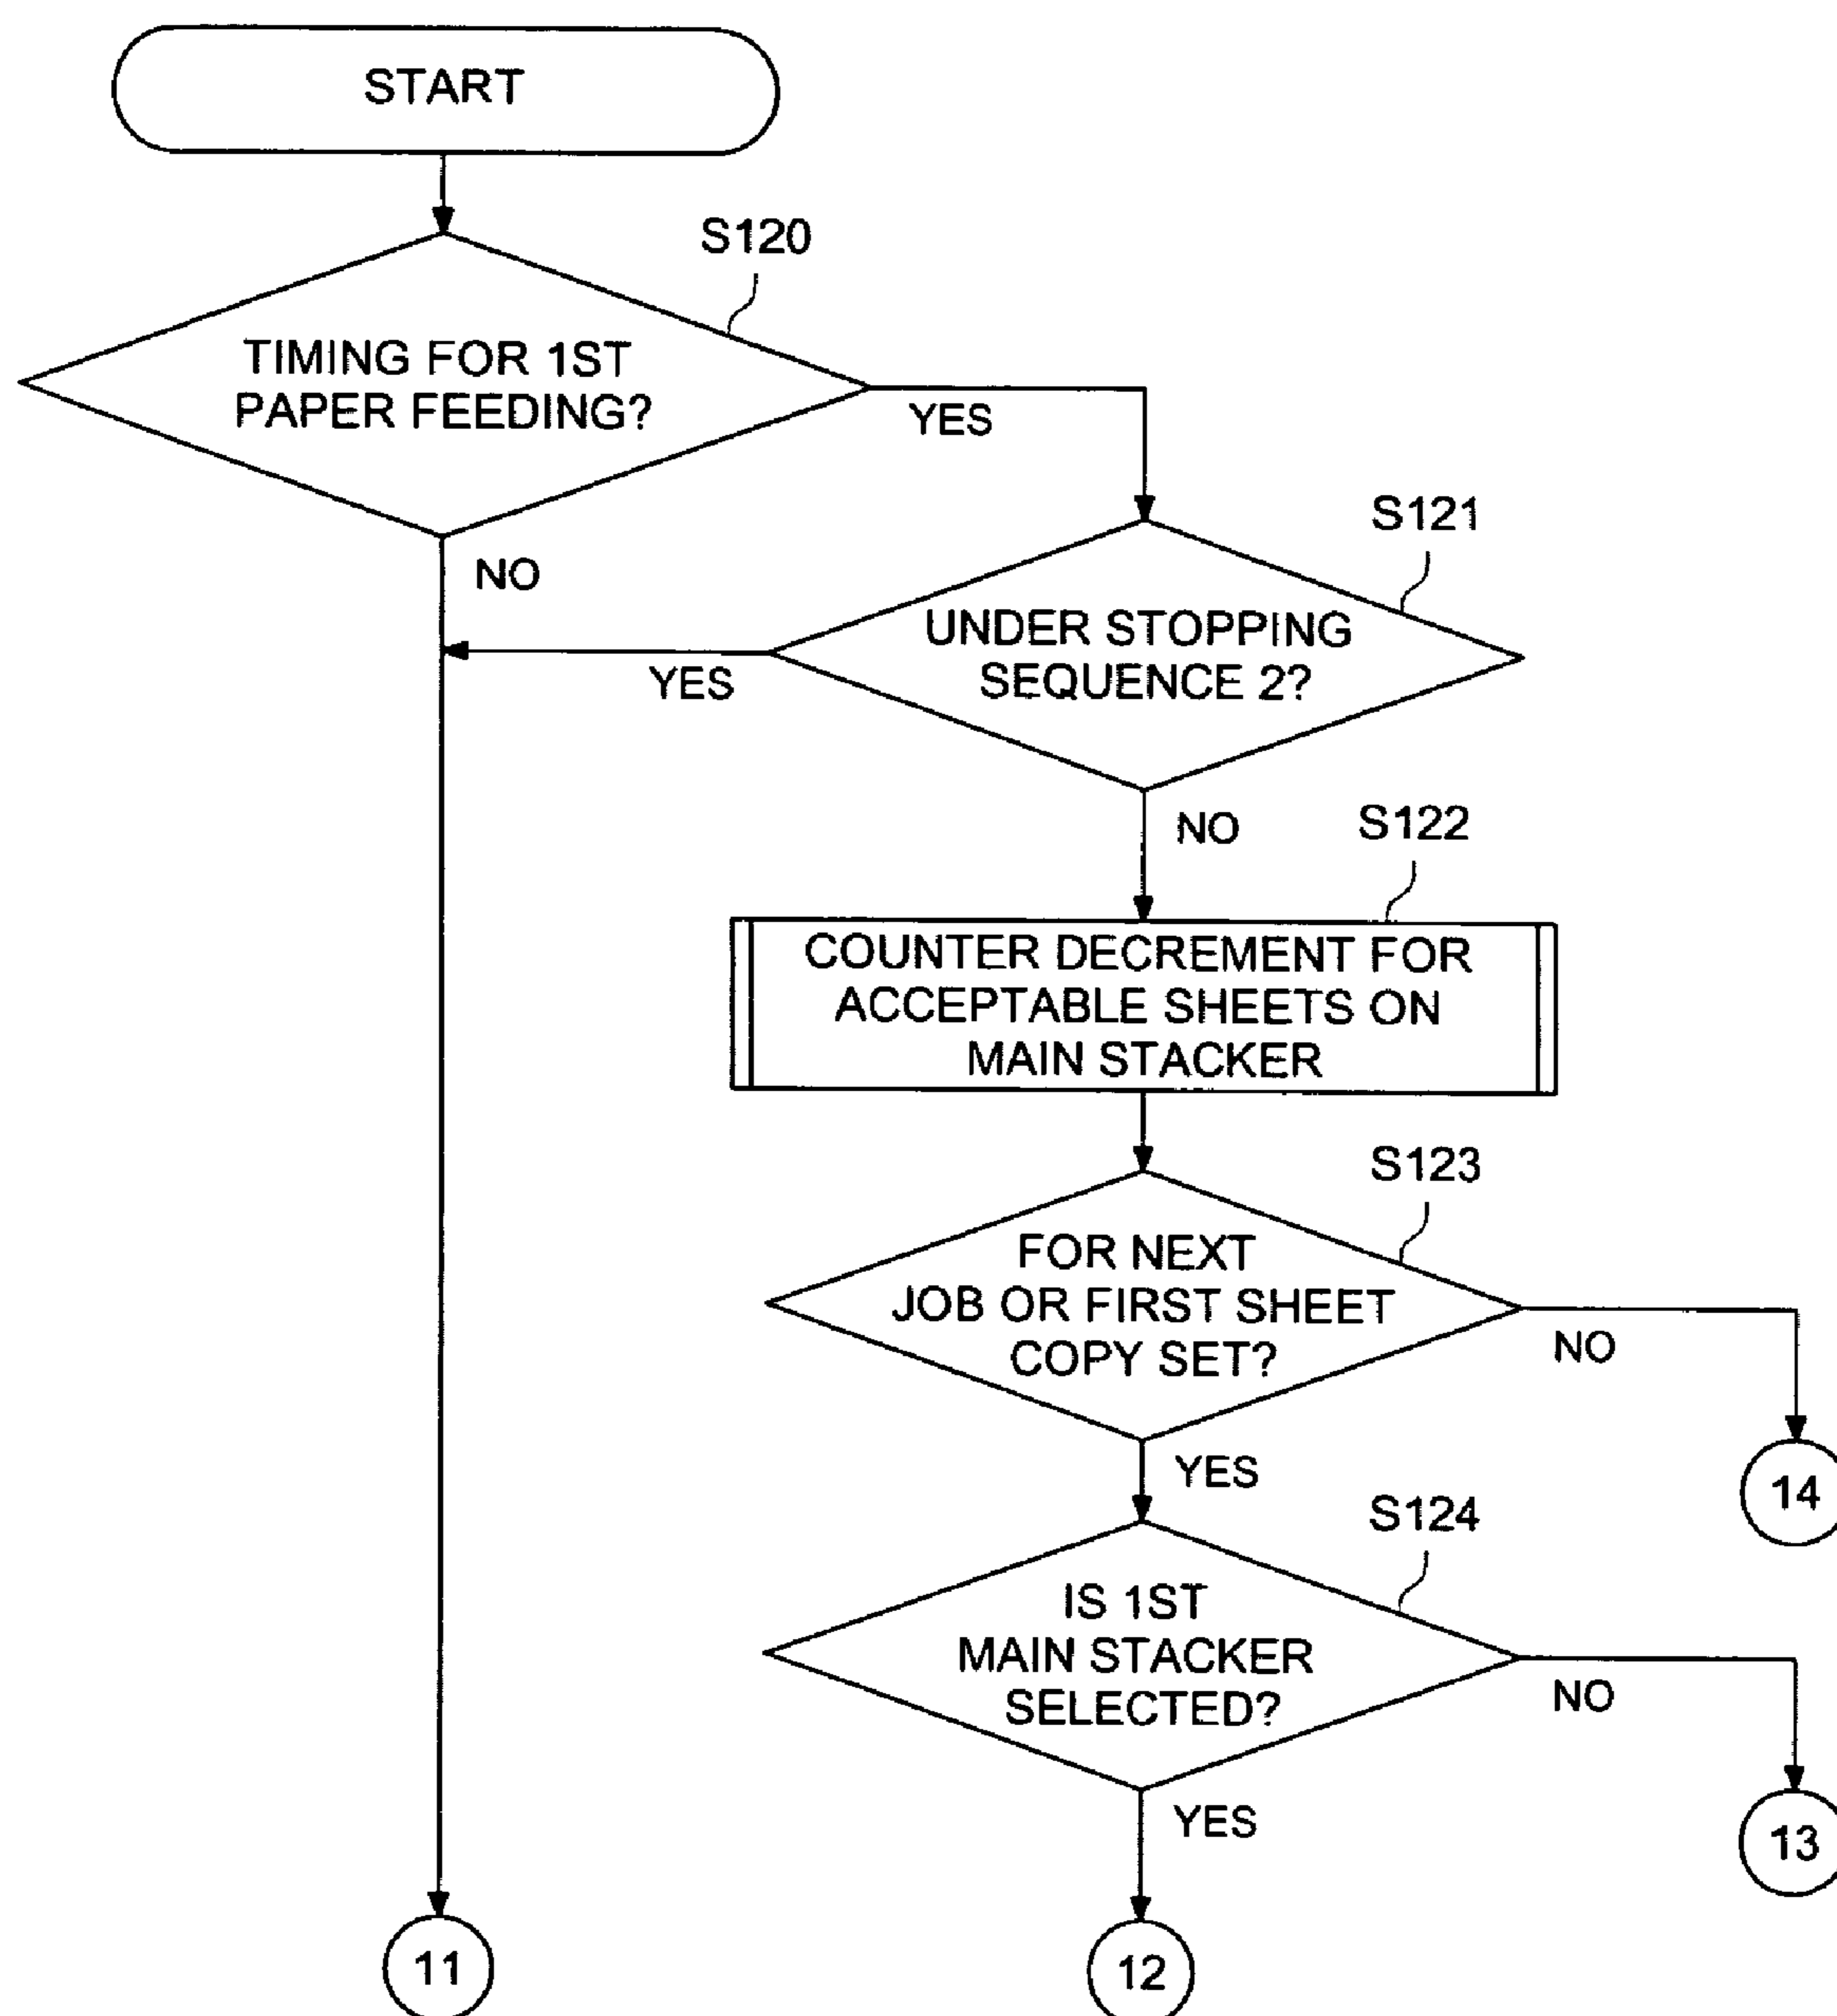 START
S120
TIMING FOR 1ST
PAPER FEEDING?
YES
NO
S121
UNDER STOPPING
SEQUENCE 2?
YES
NO
S122
COUNTER DECREMENT FOR
ACCEPTABLE SHEETS ON
MAIN STACKER
S123
FOR NEXT
JOB OR FIRST SHEET
COPY SET?
NO
YES
14
S124
IS 1ST
MAIN STACKER
SELECTED?
NO
YES
13
11
12